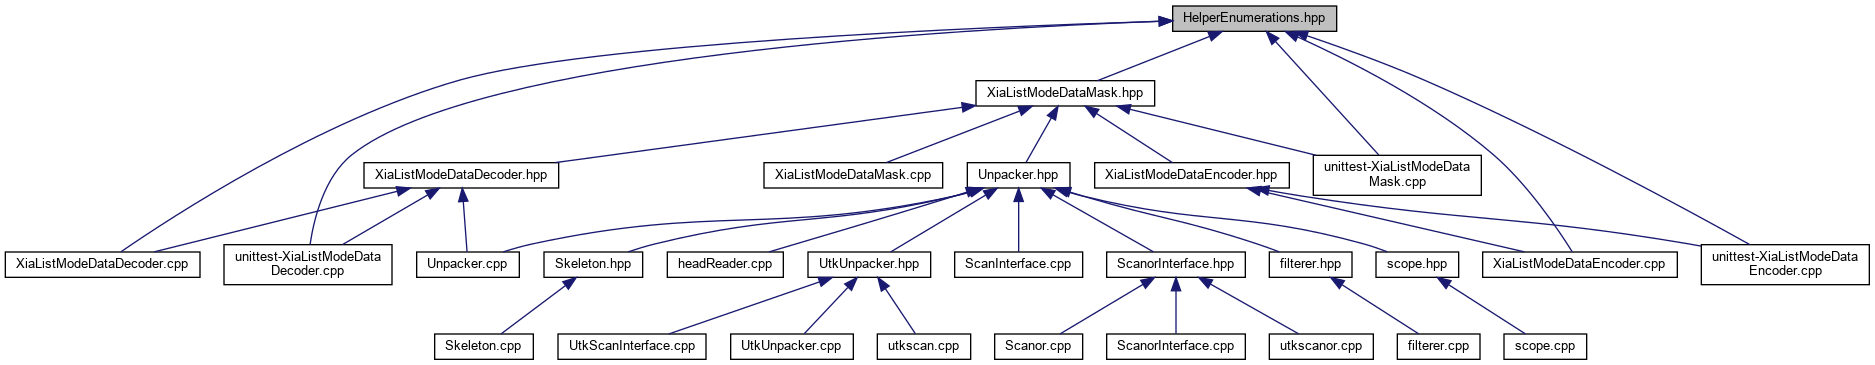 HelperEnumerations.hpp
XiaListModeDataMask.hpp
XiaListModeDataDecoder.hpp
XiaListModeDataMask.cpp
Unpacker.hpp
XiaListModeDataEncoder.hpp
unittest-XiaListModeData
Mask.cpp
XiaListModeDataDecoder.cpp
unittest-XiaListModeData
Decoder.cpp
Unpacker.cpp
Skeleton.hpp
headReader.cpp
UtkUnpacker.hpp
ScanInterface.cpp
ScanorInterface.hpp
filterer.hpp
scope.hpp
XiaListModeDataEncoder.cpp
unittest-XiaListModeData
Encoder.cpp
Skeleton.cpp
UtkScanInterface.cpp
UtkUnpacker.cpp
utkscan.cpp
Scanor.cpp
ScanorInterface.cpp
utkscanor.cpp
filterer.cpp
scope.cpp